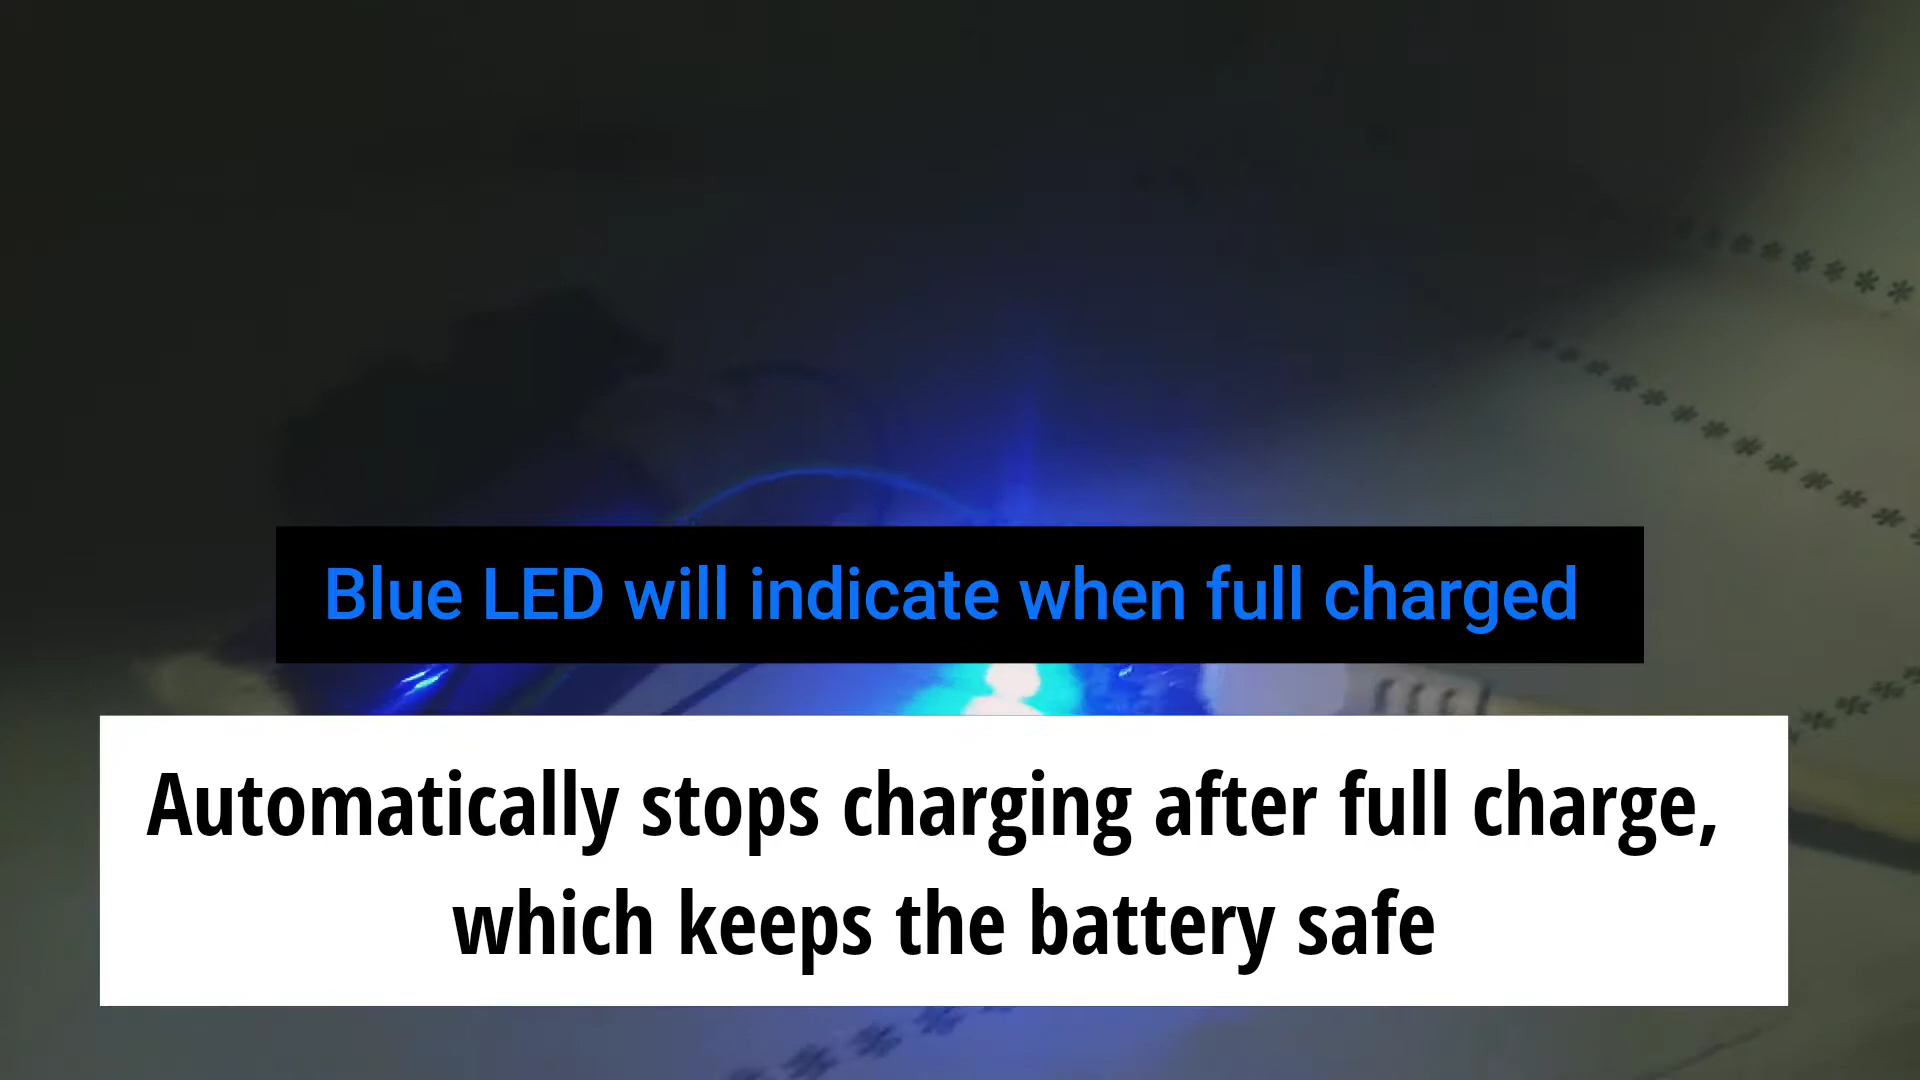 Blue LED will indicate when full charged
Automatically stops charging after full charge,
which keeps the battery safe